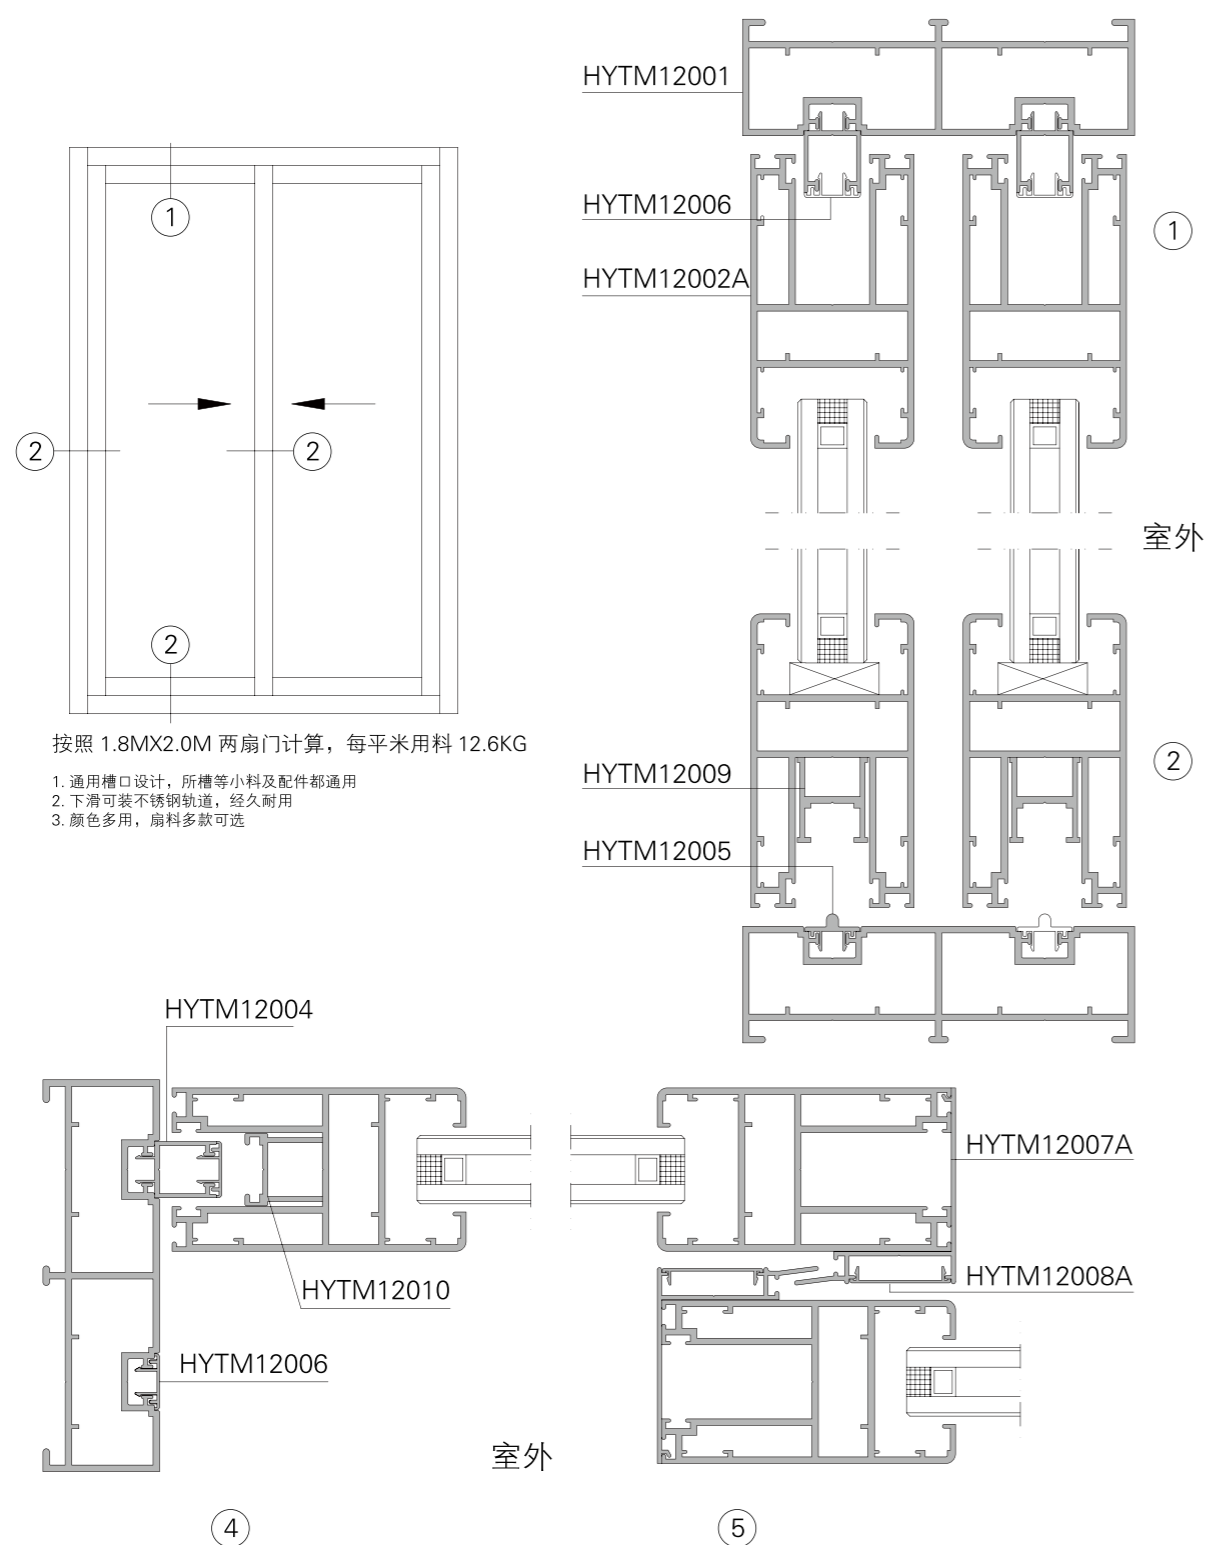 HYTM12001
HYTM12006
HYTM12002A
1
1
2
2
2
室外
按照 1.8MX2.0M 两扇门计算，每平米用料 12.6KG
1. 通用槽口设计，所槽等小料及配件都通用
2. 下滑可装不锈钢轨道，经久耐用
3. 颜色多用，扇料多款可选
HYTM12009
2
HYTM12005
HYTM12004
HYTM12007A
HYTM12010
HYTM12008A
HYTM12006
室外
4
5